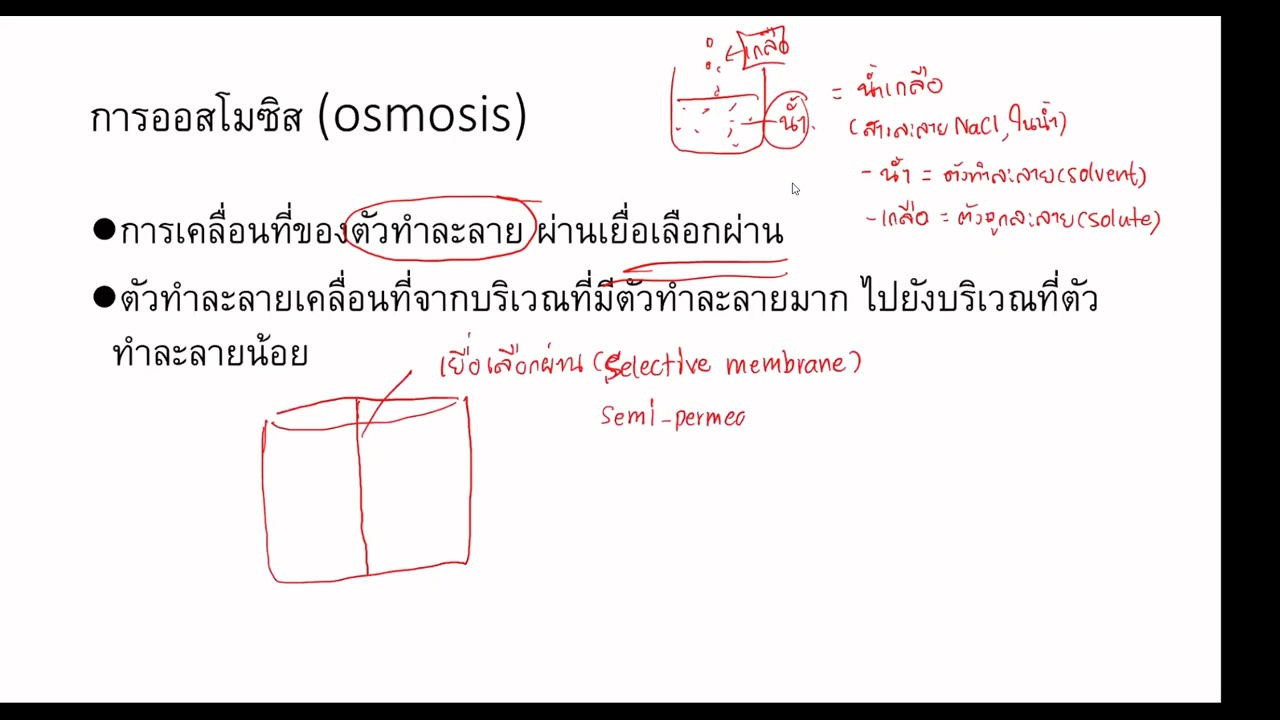 การออสโมซิส (osmosis)
เกลือ
น้ำ
= น้ำเกลือ
(สารละลาย NaCl ในน้ำ)
- น้ำ = ตัวทำละลาย (solvent)
- เกลือ = ตัวถูกละลาย (solute)
●การเคลื่อนที่ของตัวทำละลาย ผ่านเยื่อเลือกผ่าน
●ตัวทำละลายเคลื่อนที่จากบริเวณที่มีตัวทำละลายมาก ไปยังบริเวณที่ตัว
ทำละลายน้อย
เยื่อเลือกผ่าน (Selective membrane)
Semi-permea